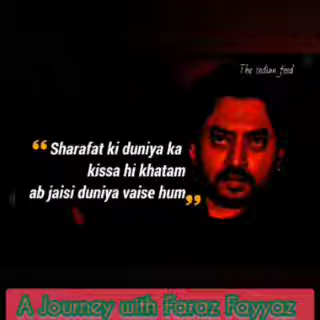 The indian feed
“ Sharafat ki duniya ka
kissa hi khatam
ab jaisi duniya vaise hum„
A Journey with Faraz Fayyaz